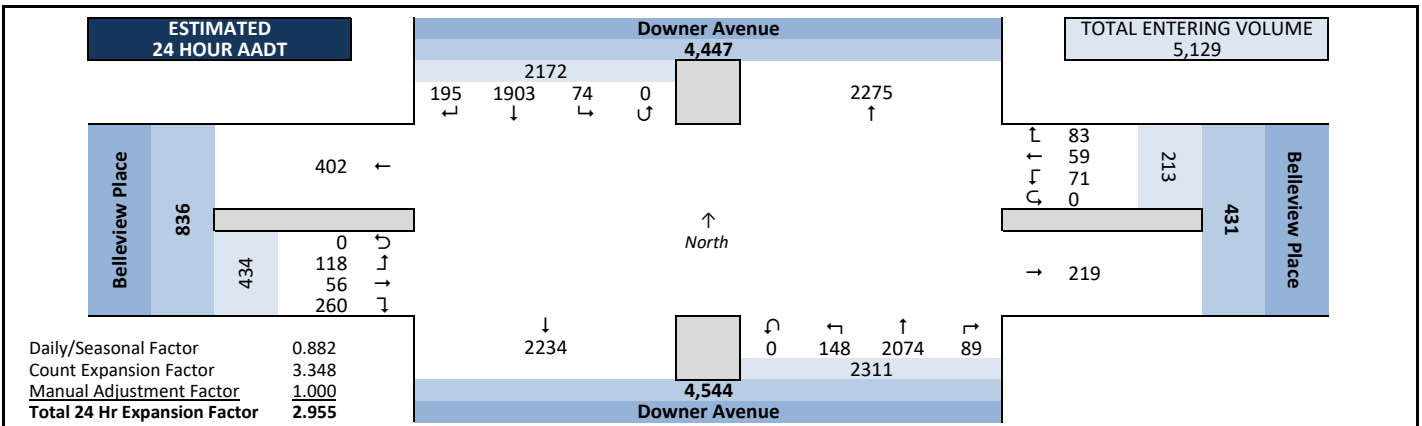 ESTIMATED
24 HOUR AADT
Downer Avenue
4,447
TOTAL ENTERING VOLUME
5,129
2172
195 1903 74 0
↵ ↓ ↳ ↺
2275
↑
Belleview Place
836
402 ←
434
0 ⮌
118 ↑
56 →
260 ↓
↑
North
↑ 83
← 59
↓ 71
⮎ 0
213
431
Belleview Place
→ 219
↓
2234
↶ ↰ ↑ ↱
0 148 2074 89
2311
4,544
Downer Avenue
Daily/Seasonal Factor 0.882
Count Expansion Factor 3.348
Manual Adjustment Factor 1.000
Total 24 Hr Expansion Factor 2.955